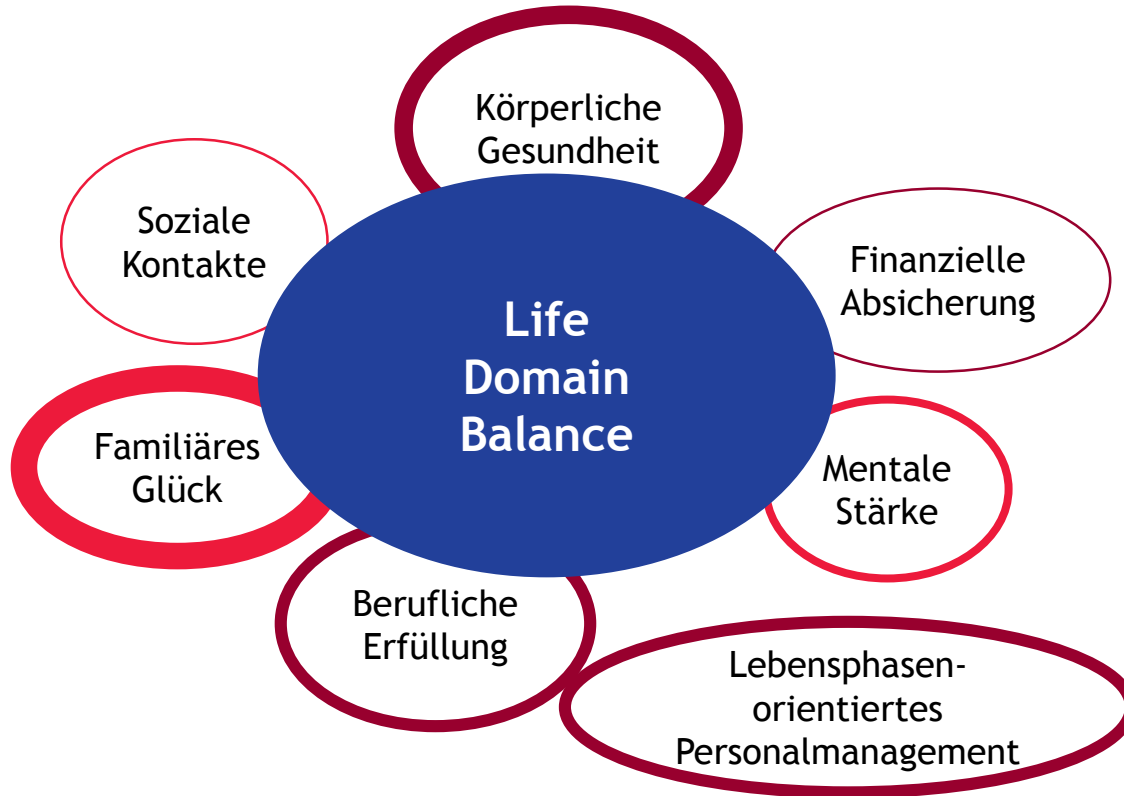 Körperliche
Gesundheit
Soziale
Kontakte
Finanzielle
Absicherung
Life
Domain
Balance
Familiäres
Glück
Mentale
Stärke
Berufliche
Erfüllung
Lebensphasen-
orientiertes
Personalmanagement